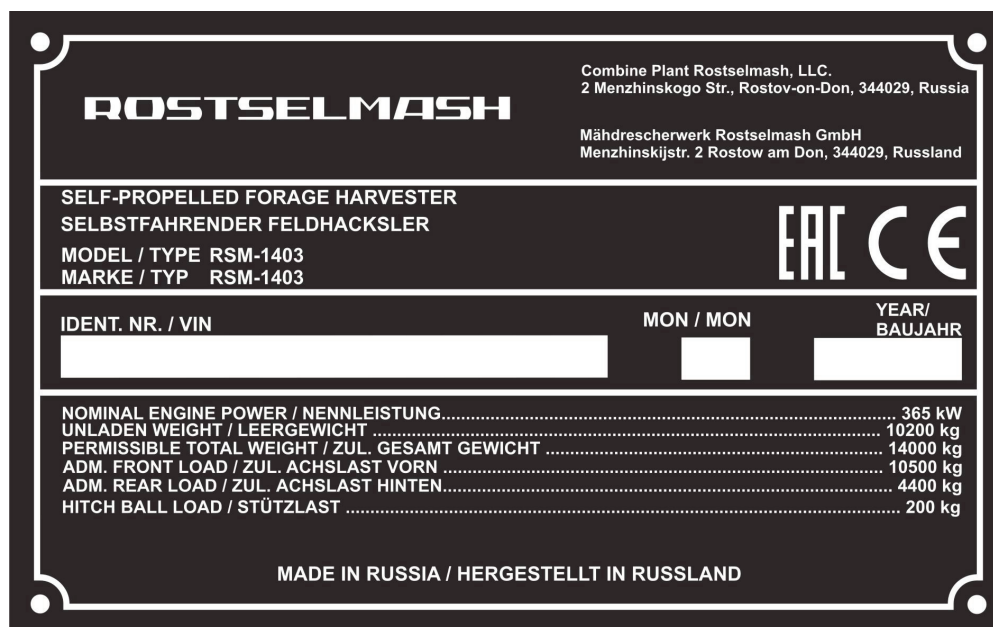 ROSTSELMASH
Combine Plant Rostselmash, LLC.
2 Menzhinskogo Str., Rostov-on-Don, 344029, Russia
Mähdrescherwerk Rostselmash GmbH
Menzhinskijstr. 2 Rostow am Don, 344029, Russland
SELF-PROPELLED FORAGE HARVESTER
SELBSTFAHRENDER FELDHACKSLER
MODEL / TYPE RSM-1403
MARKE / TYP RSM-1403
EAC CE
IDENT. NR. / VIN
MON / MON
YEAR/
BAUJAHR
NOMINAL ENGINE POWER / NENNLEISTUNG................................................................ 365 kW
UNLADEN WEIGHT / LEERGEWICHT ................................................................ 10200 kg
PERMISSIBLE TOTAL WEIGHT / ZUL. GESAMT GEWICHT ................................................ 14000 kg
ADM. FRONT LOAD / ZUL. ACHSLAST VORN ................................................................ 10500 kg
ADM. REAR LOAD / ZUL. ACHSLAST HINTEN................................................................ 4400 kg
HITCH BALL LOAD / STÜTZLAST ................................................................ 200 kg
MADE IN RUSSIA / HERGESTELLT IN RUSSLAND